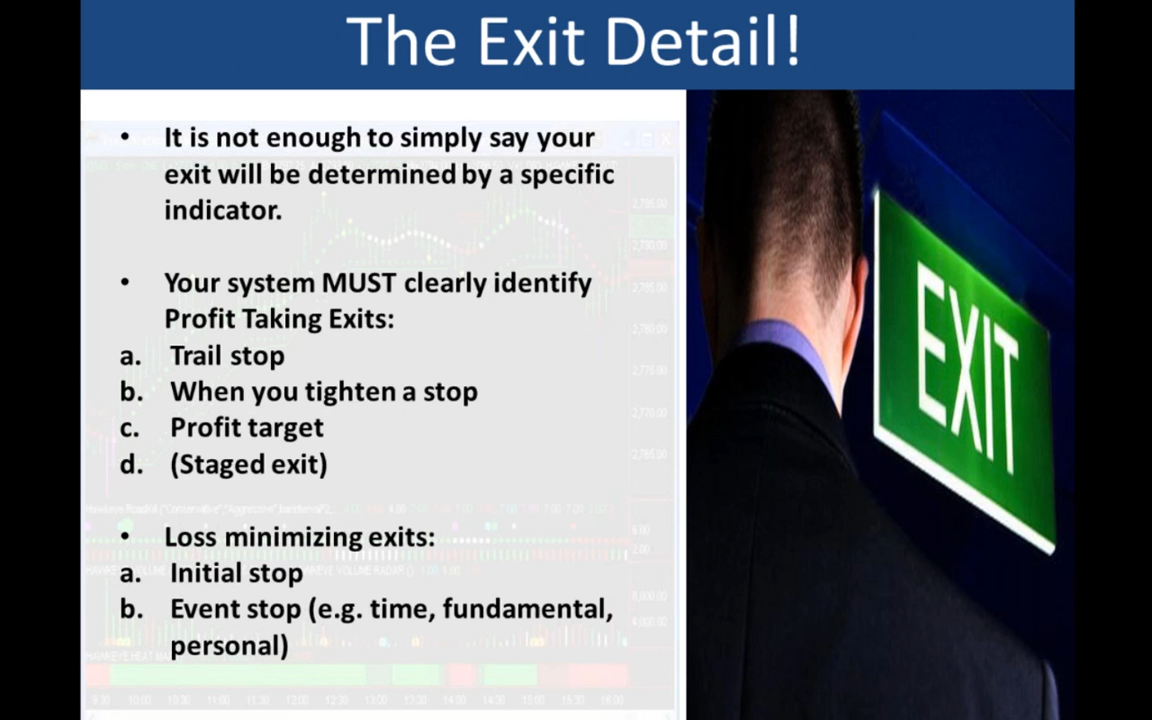 The Exit Detail!
• It is not enough to simply say your
exit will be determined by a specific
indicator.
• Your system MUST clearly identify
Profit Taking Exits:
a. Trail stop
b. When you tighten a stop
c. Profit target
d. (Staged exit)
• Loss minimizing exits:
a. Initial stop
b. Event stop (e.g. time, fundamental,
personal)
EXIT